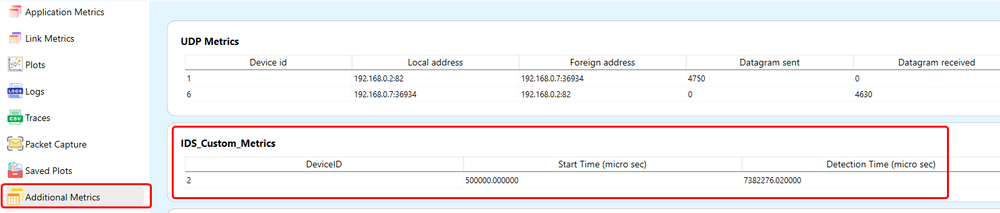 Application Metrics
Link Metrics
Plots
LOGS Logs
CSV Traces
Packet Capture
Saved Plots
Additional Metrics
UDP Metrics
Device id Local address Foreign address Datagram sent Datagram received
1 192.168.0.2:82 192.168.0.7:36934 4750 0
6 192.168.0.7:36934 192.168.0.2:82 0 4630
IDS_Custom_Metrics
DeviceID Start Time (micro sec) Detection Time (micro sec)
2 500000.000000 7382276.020000